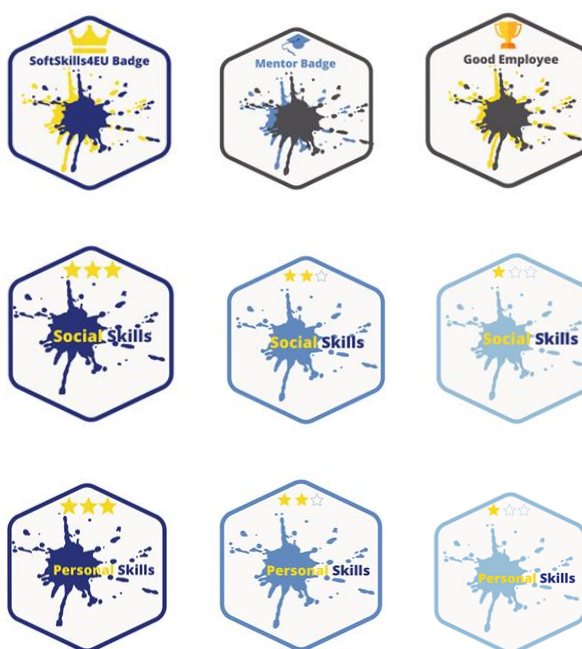 SoftSkills4EU Badge
Mentor Badge
Good Employee
Social Skills
Social Skills
Social Skills
Personal Skills
Personal Skills
Personal Skills